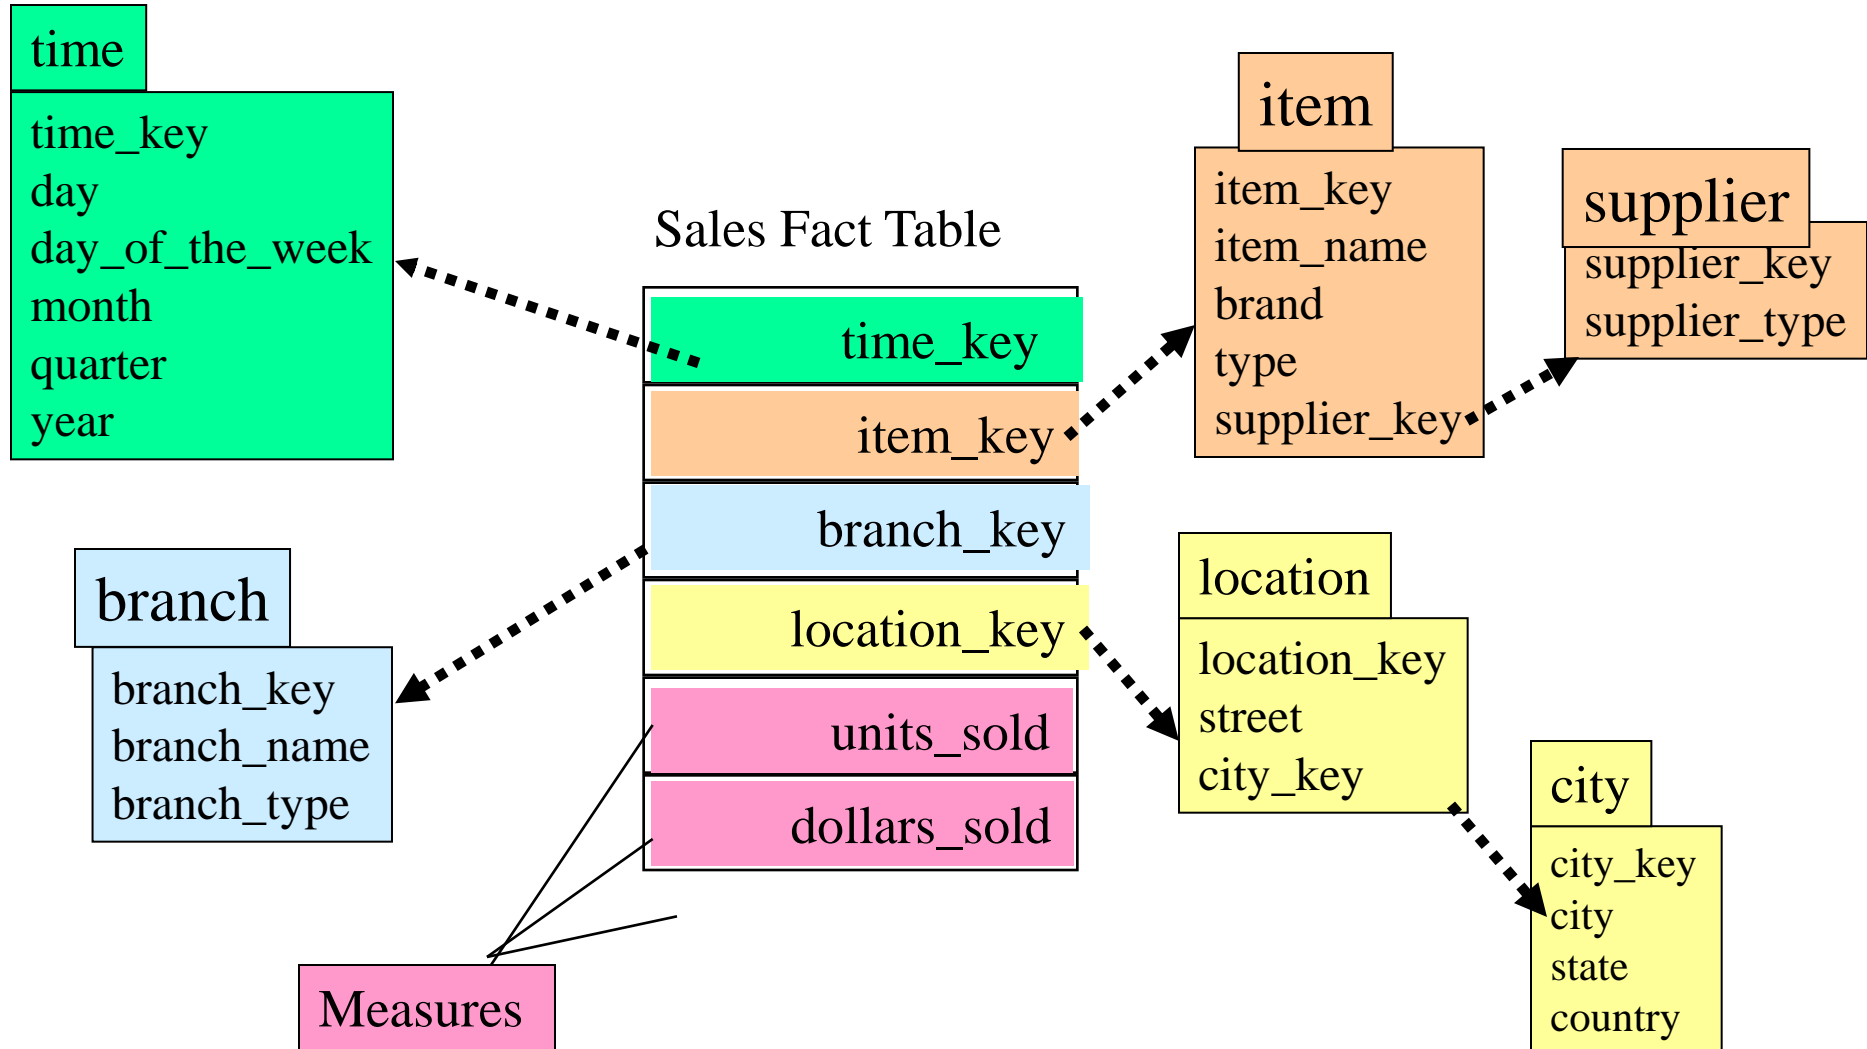 time
time_key
day
day_of_the_week
month
quarter
year
item
item_key
item_name
brand
type
supplier_key
supplier
supplier_key
supplier_type
Sales Fact Table
time_key
item_key
branch_key
location_key
units_sold
dollars_sold
branch
branch_key
branch_name
branch_type
location
location_key
street
city_key
city
city_key
city
state
country
Measures